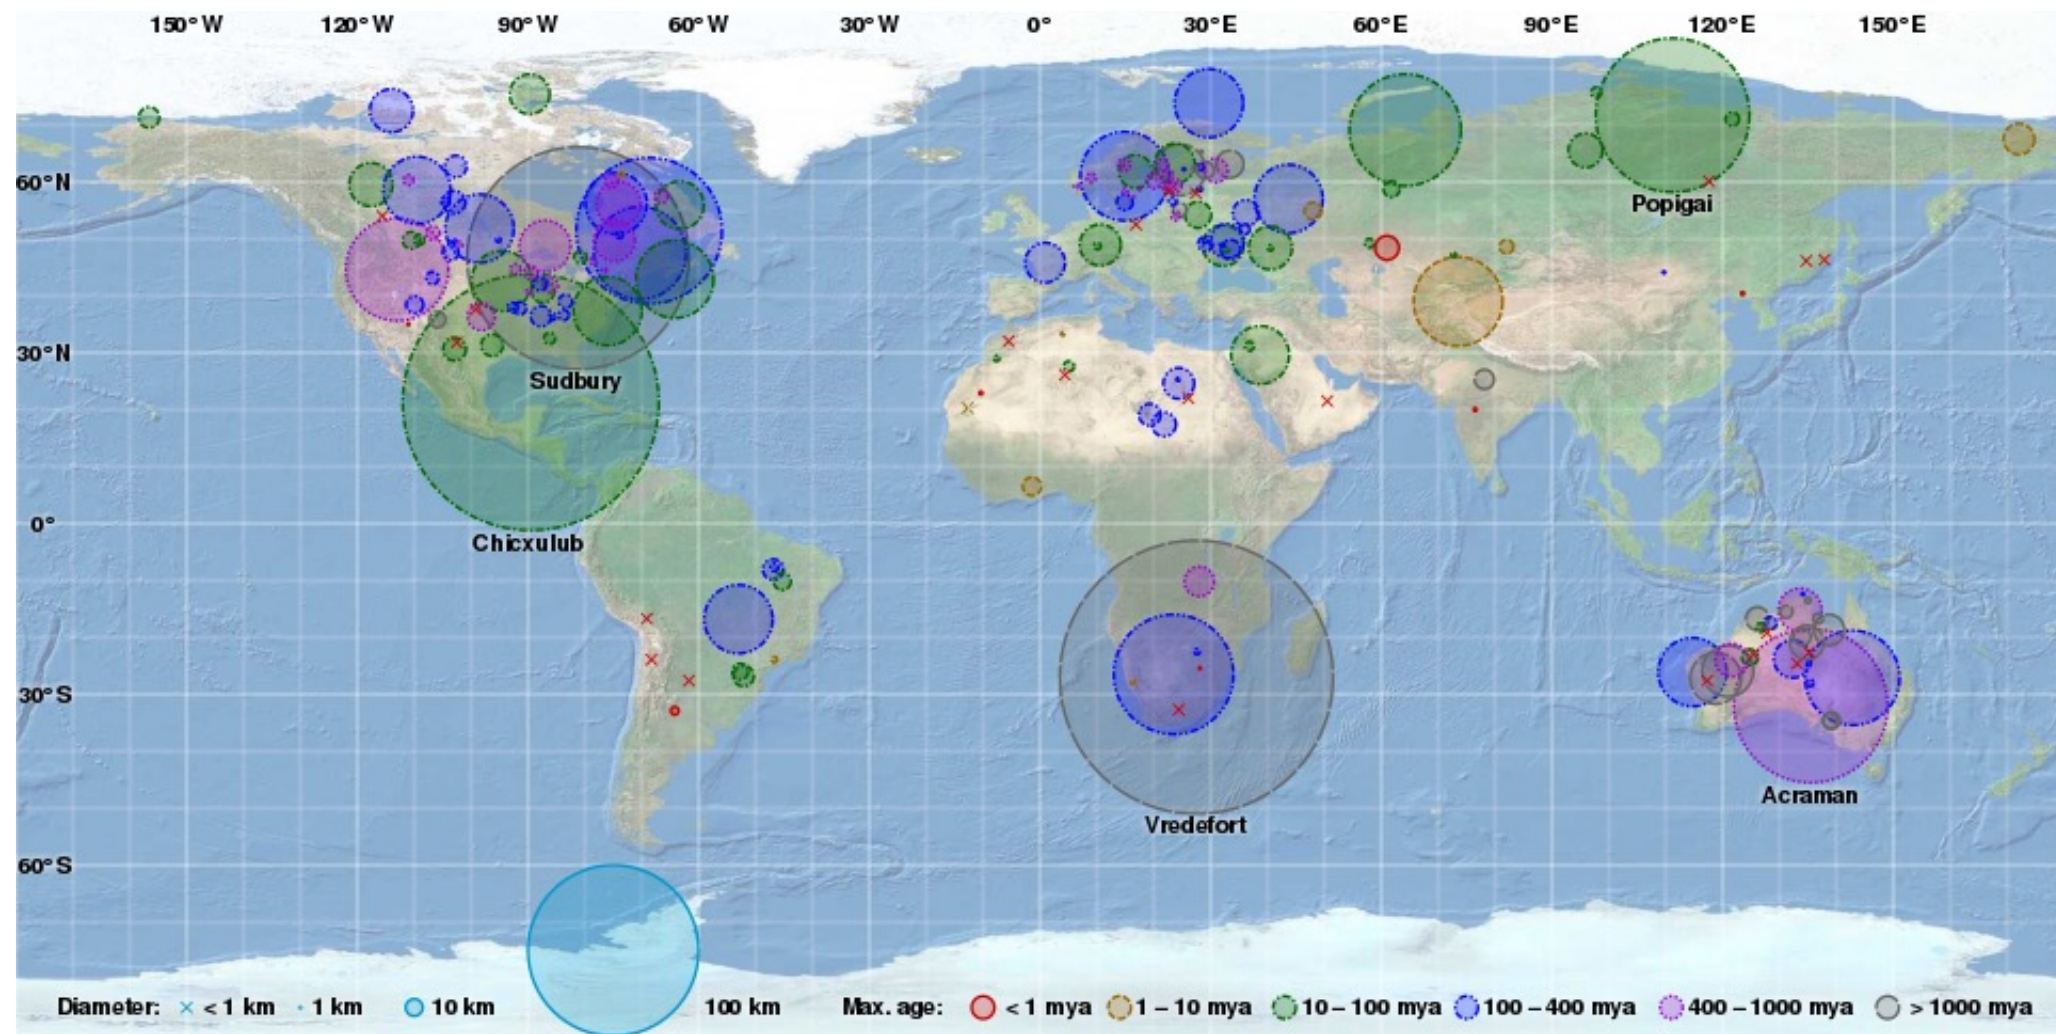 150°W 120°W 90°W 60°W 30°W 0° 30°E 60°E 90°E 120°E 150°E
60°N
Popigai
30°N
Sudbury
0°
Chicxulub
30°S
Acraman
Vredefort
60°S
Diameter: < 1 km 1 km 10 km 100 km Max. age: < 1 mya 1 – 10 mya 10 – 100 mya 100 – 400 mya 400 – 1000 mya > 1000 mya